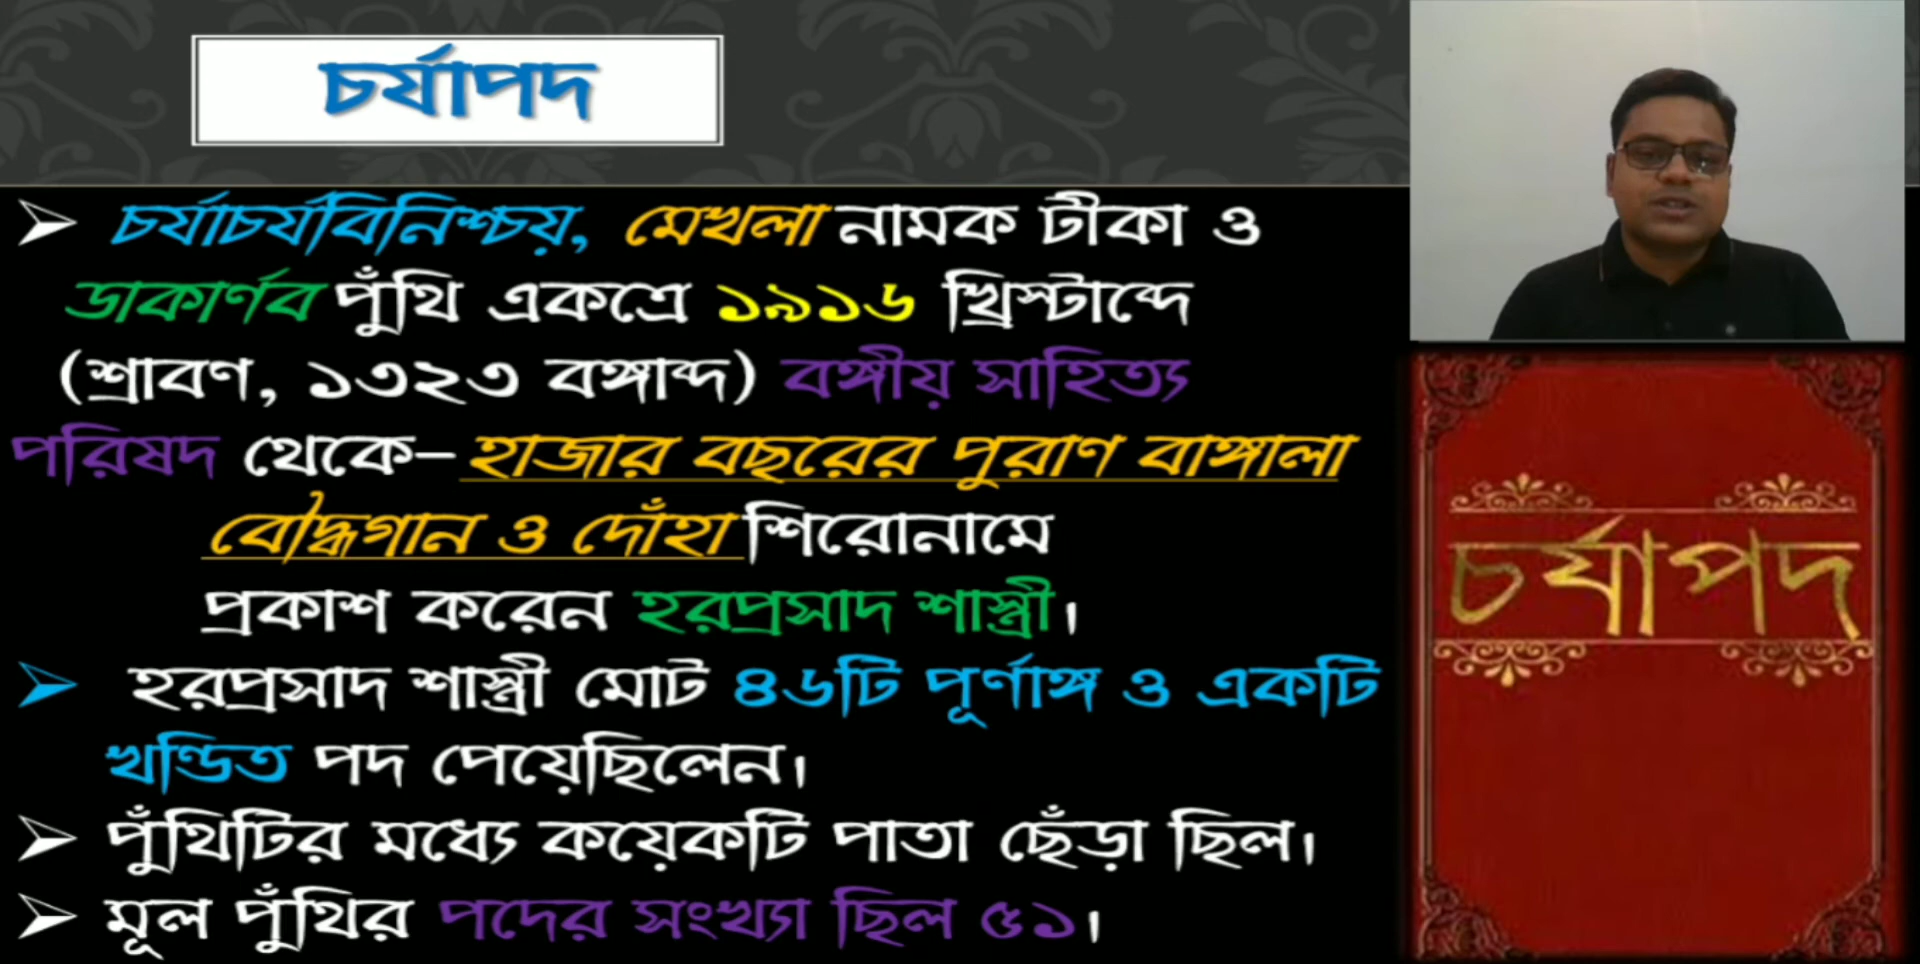 চর্যাপদ
➢ চর্যাচর্যবিনিশ্চয়, মেখলা নামক টীকা ও
ডাকার্ণব পুঁথি একত্রে ১৯১৬ খ্রিস্টাব্দে
(শ্রাবণ, ১৩২৩ বঙ্গাব্দ) বঙ্গীয় সাহিত্য
পরিষদ থেকে– হাজার বছরের পুরাণ বাঙ্গালা
বৌদ্ধগান ও দোঁহা শিরোনামে
প্রকাশ করেন হরপ্রসাদ শাস্ত্রী।
➢ হরপ্রসাদ শাস্ত্রী মোট ৪৬টি পূর্ণাঙ্গ ও একটি
খণ্ডিত পদ পেয়েছিলেন।
➢ পুঁথিটির মধ্যে কয়েকটি পাতা ছেঁড়া ছিল।
➢ মূল পুঁথির পদের সংখ্যা ছিল ৫১।
চর্যাপদ